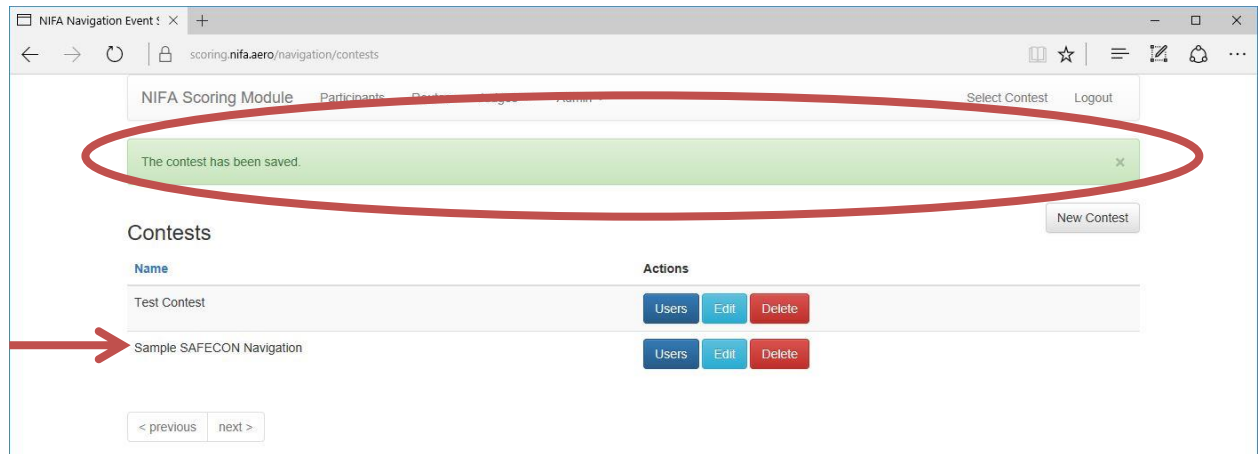 NIFA Navigation Event S
scoring.nifa.aero/navigation/contests
NIFA Scoring Module Participants Admin Select Contest Logout
The contest has been saved. ×
New Contest
Contests
Name Actions
Test Contest Users Edit Delete
Sample SAFECON Navigation Users Edit Delete
< previous next >